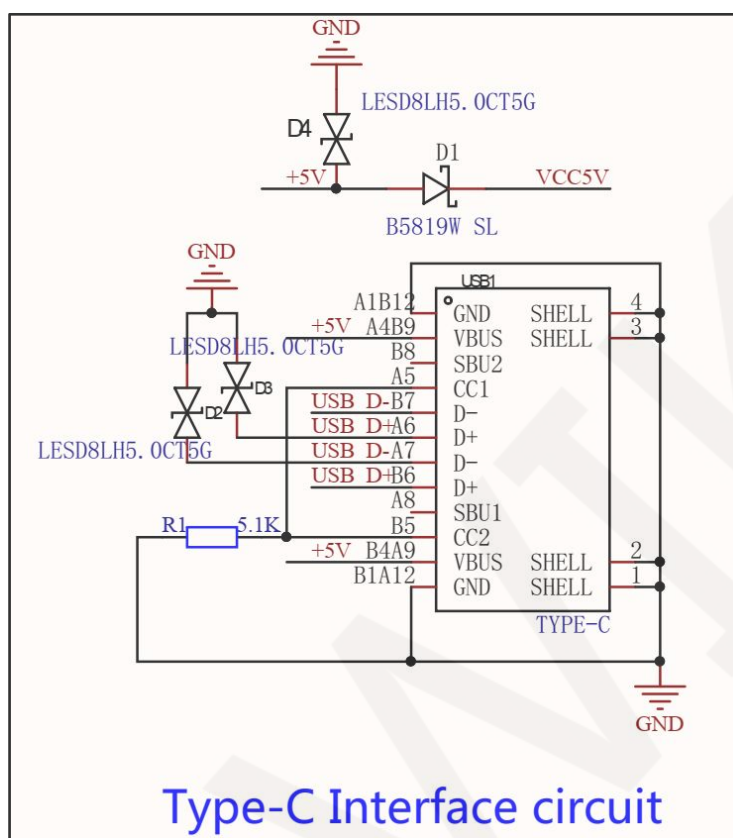 GND
LESD8LH5.0CT5G
D4
D1
+5V
VCC5V
B5819W SL
GND
USB1
A1B12 GND SHELL 4
+5V A4B9 VBUS SHELL 3
LESD8LH5.0CT5G
B8 SBU2
A5 CC1
D3
USB D-B7 D-
D2
USB D+A6 D+
LESD8LH5.0CT5G
USB D-A7 D-
USB D+B6 D+
A8 SBU1
R1 5.1K
B5 CC2
+5V B4A9 VBUS SHELL 2
B1A12 GND SHELL 1
TYPE-C
GND
Type-C Interface circuit